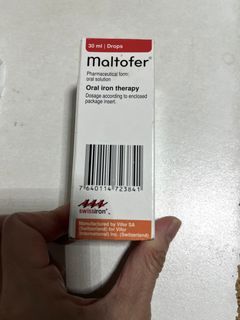 30 ml | Drops
Maltofer®
Pharmaceutical form:
oral solution
Oral iron therapy
Dosage according to enclosed
package insert.
7 640114 723841
swissiron™
Manufactured by Vifor SA
(Switzerland) for Vifor
(International) Inc. (Switzerland)